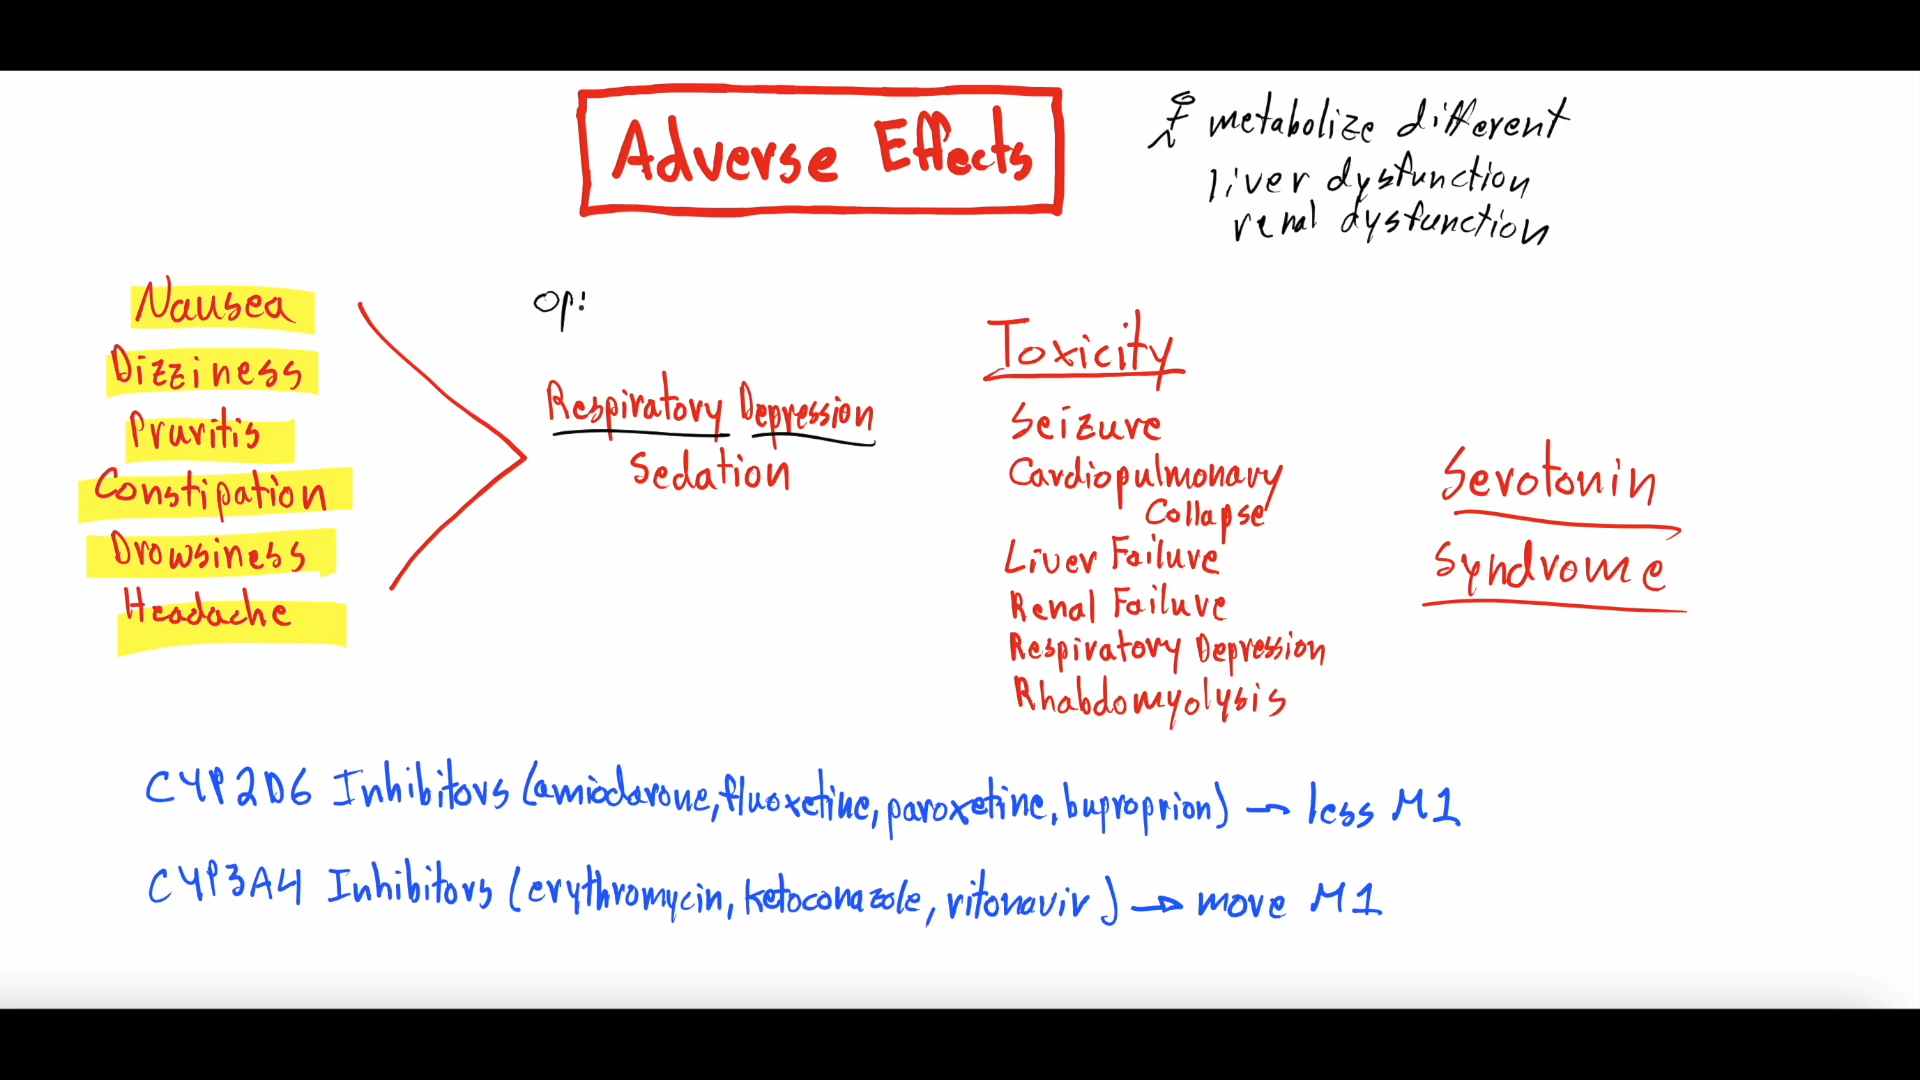 Adverse Effects
metabolize different
liver dysfunction
renal dysfunction
Nausea
Dizziness
Pruritis
Constipation
Drowsiness
Headache
opi
Respiratory Depression
Sedation
Toxicity
Seizure
Cardiopulmonary
Collapse
Liver Failure
Renal Failure
Respiratory Depression
Rhabdomyolysis
Serotonin
Syndrome
CYP2D6 Inhibitors (amiodarone, fluoxetine, paroxetine, buproprion) → less M1
CYP3A4 Inhibitors (erythromycin, ketoconazole, ritonavir) → more M1